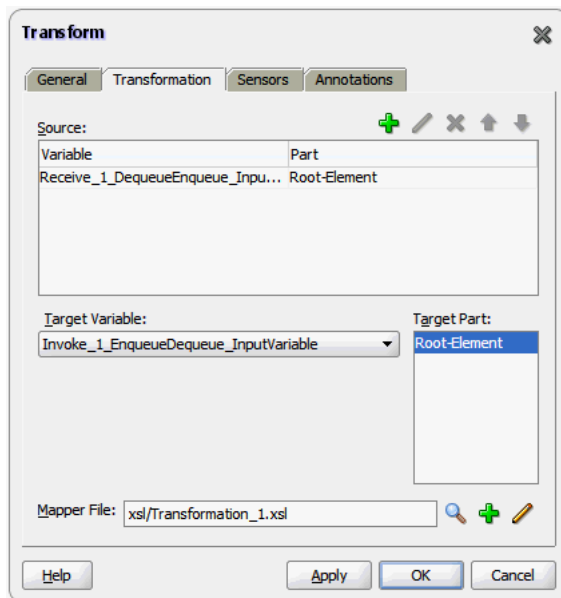 Transform
General Transformation Sensors Annotations
Source:
Variable Part
Receive_1_DequeueEnqueue_Inpu... Root-Element
Target Variable: Target Part:
Invoke_1_EnqueueDequeue_InputVariable Root-Element
Mapper File: xsl/Transformation_1.xsl
Help Apply OK Cancel